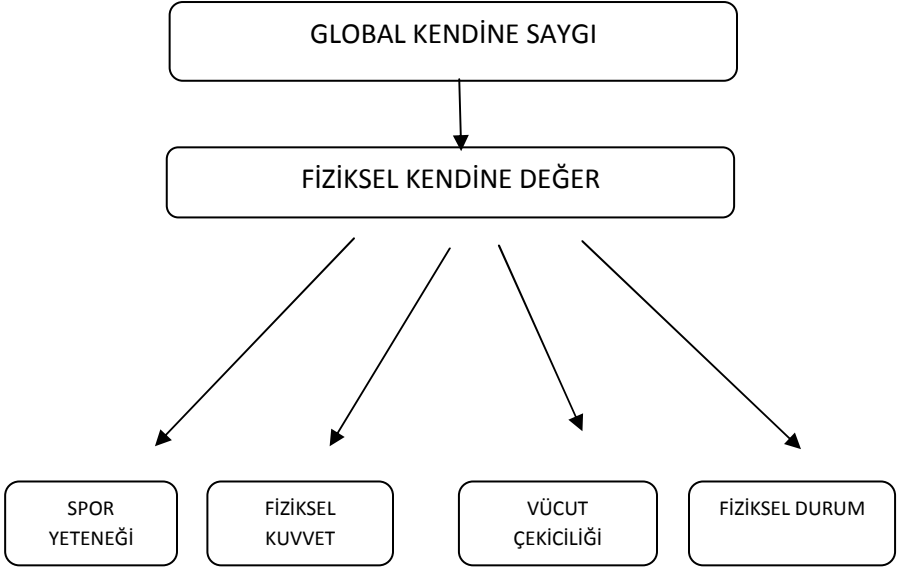 GLOBAL KENDİNE SAYGI
FİZİKSEL KENDİNE DEĞER
SPOR
YETENEĞİ
FİZİKSEL
KUVVET
VÜCUT
ÇEKİCİLİĞİ
FİZİKSEL DURUM